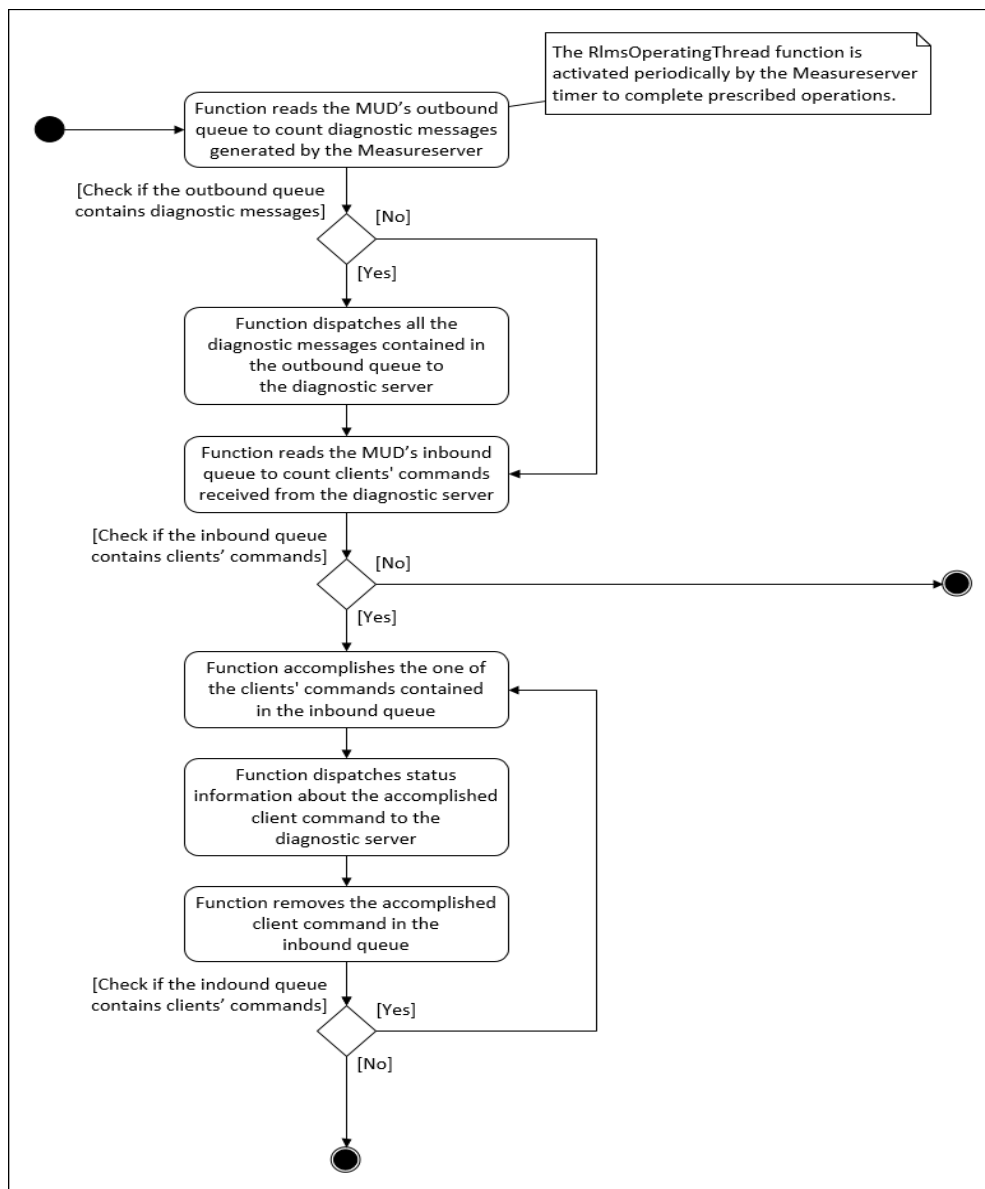 The RlmsOperatingThread function is
activated periodically by the Measureserver
timer to complete prescribed operations.
Function reads the MUD's outbound
queue to count diagnostic messages
generated by the Measureserver
[Check if the outbound queue
contains diagnostic messages]
[No]
[Yes]
Function dispatches all the
diagnostic messages contained in
the outbound queue to
the diagnostic server
Function reads the MUD's inbound
queue to count clients' commands
received from the diagnostic server
[Check if the inbound queue
contains clients' commands]
[No]
[Yes]
Function accomplishes the one of
the clients' commands contained
in the inbound queue
Function dispatches status
information about the accomplished
client command to the
diagnostic server
Function removes the accomplished
client command in the
inbound queue
[Check if the indound queue
contains clients' commands]
[Yes]
[No]